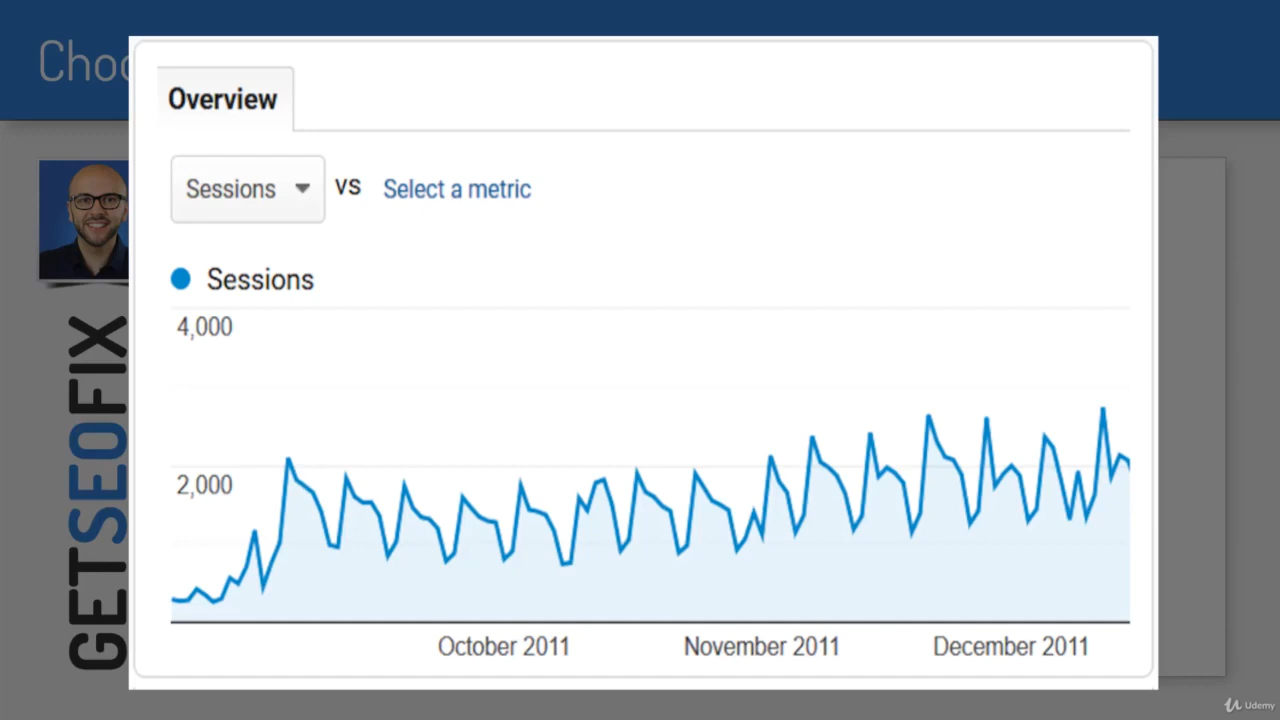 Choo
Overview
Sessions
VS
Select a metric
Sessions
4,000
2,000
October 2011
November 2011
December 2011
GETSEOFIX
Udemy